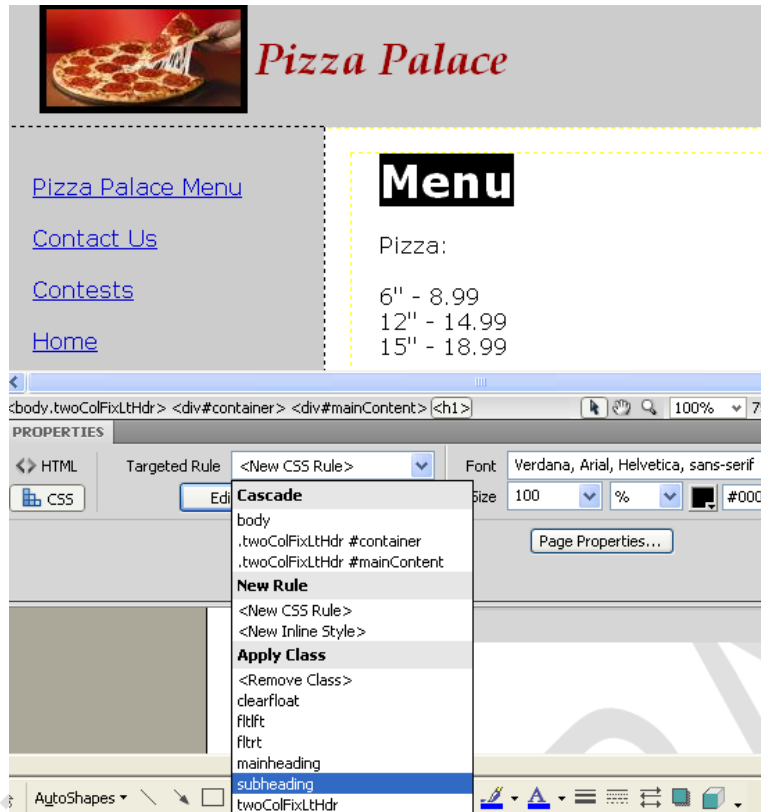 Pizza Palace
Pizza Palace Menu
Contact Us
Contests
Home
Menu
Pizza:
6" - 8.99
12" - 14.99
15" - 18.99
<body.twoColFixLtHdr> <div#container> <div#mainContent> <h1> 100% 7
PROPERTIES
<> HTML Targeted Rule <New CSS Rule> Font Verdana, Arial, Helvetica, sans-serif
CSS Edi Size 100 % #000
Page Properties...
Cascade
body
.twoColFixLtHdr #container
.twoColFixLtHdr #mainContent
New Rule
<New CSS Rule>
<New Inline Style>
Apply Class
<Remove Class>
clearfloat
fltlft
fltrt
mainheading
subheading
twoColFixLtHdr
AutoShapes